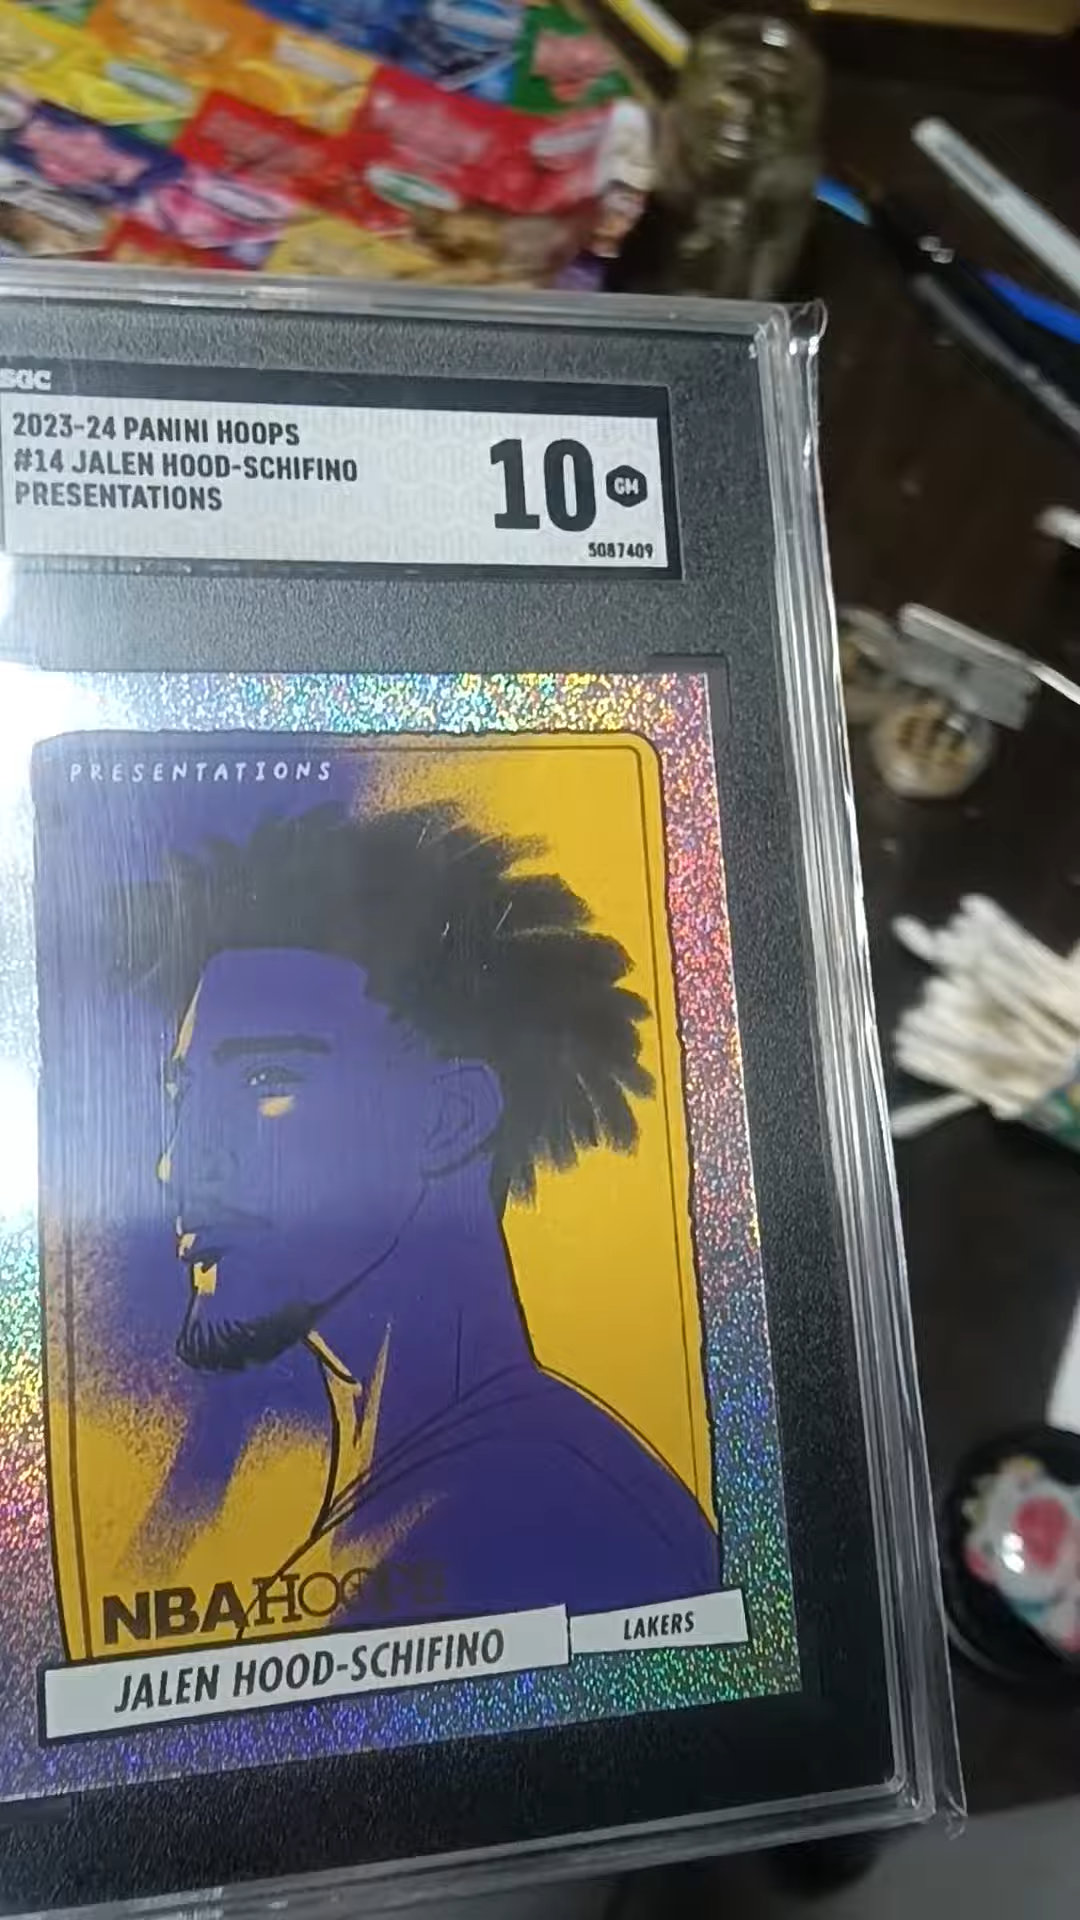 SGC
2023-24 PANINI HOOPS
#14 JALEN HOOD-SCHIFINO
PRESENTATIONS
10 GM
5087409
PRESENTATIONS
NBA HOOPS
JALEN HOOD-SCHIFINO
LAKERS